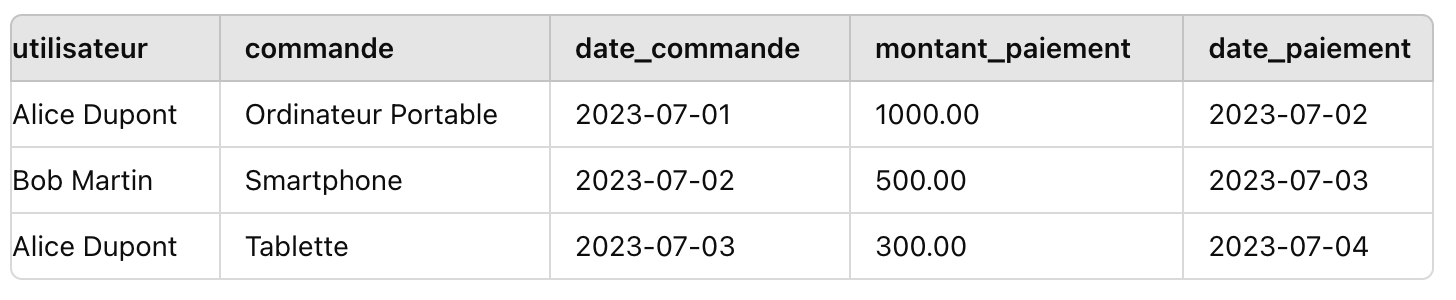 utilisateur commande date_commande montant_paiement date_paiement
Alice Dupont Ordinateur Portable 2023-07-01 1000.00 2023-07-02
Bob Martin Smartphone 2023-07-02 500.00 2023-07-03
Alice Dupont Tablette 2023-07-03 300.00 2023-07-04